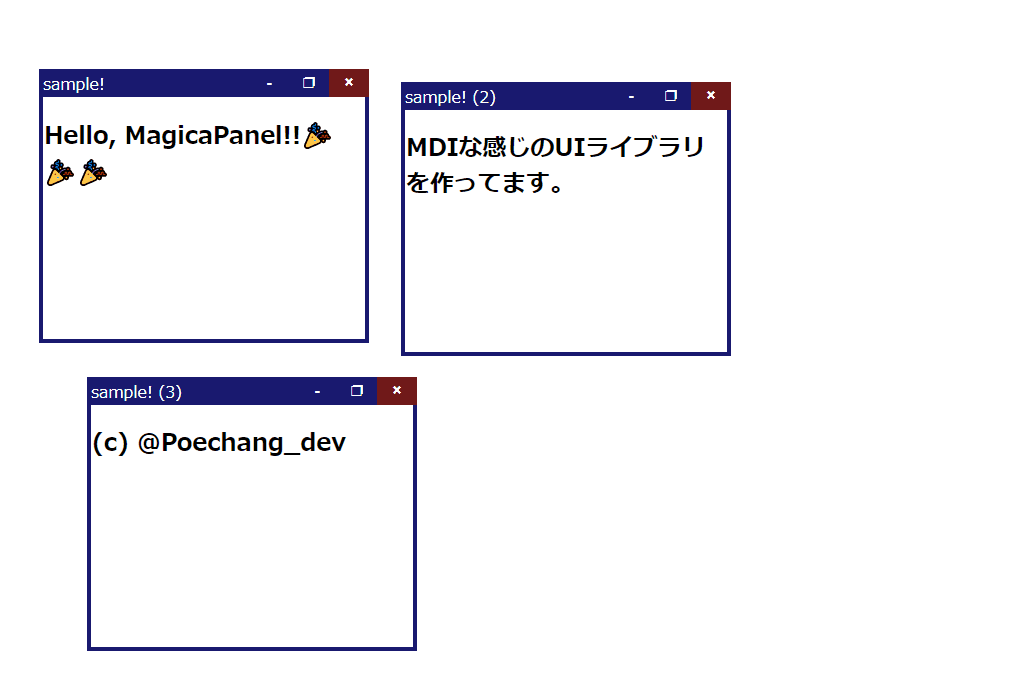 sample!
Hello, MagicaPanel!!🎉
🎉🎉
sample! (2)
MDIな感じのUIライブラリ
を作ってます。
sample! (3)
(c) @Poechang_dev